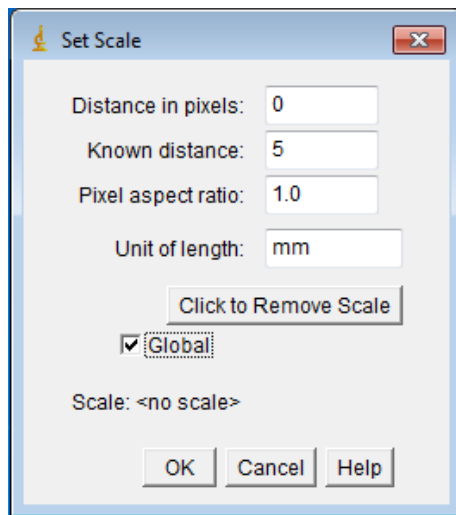 Set Scale
Distance in pixels: 0
Known distance: 5
Pixel aspect ratio: 1.0
Unit of length: mm
Click to Remove Scale
Global
Scale: <no scale>
OK Cancel Help